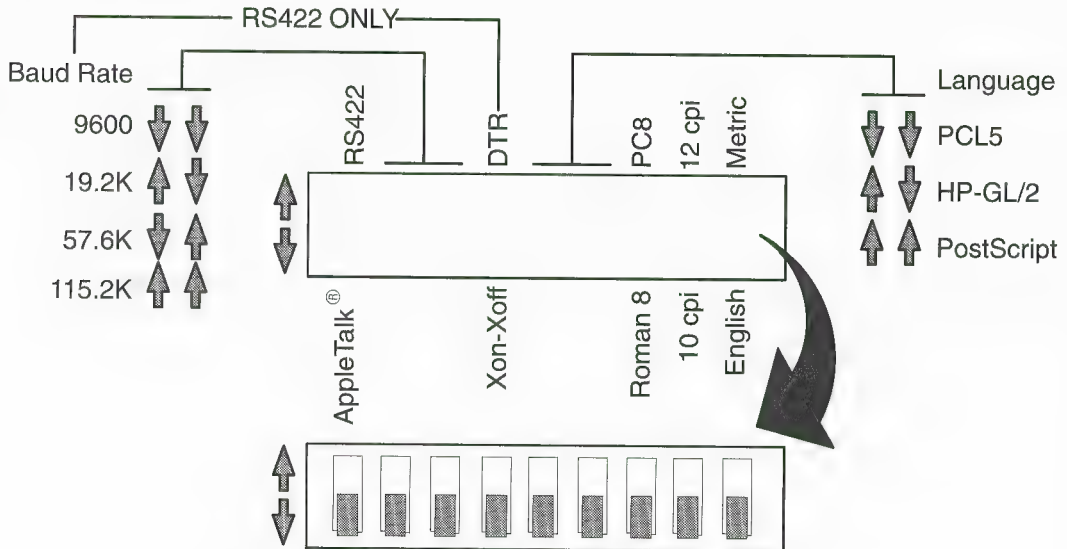 RS422 ONLY
Baud Rate
9600
19.2K
57.6K
115.2K
RS422
DTR
PC8
12 cpi
Metric
AppleTalk ®
Xon-Xoff
Roman 8
10 cpi
English
Language
PCL5
HP-GL/2
PostScript